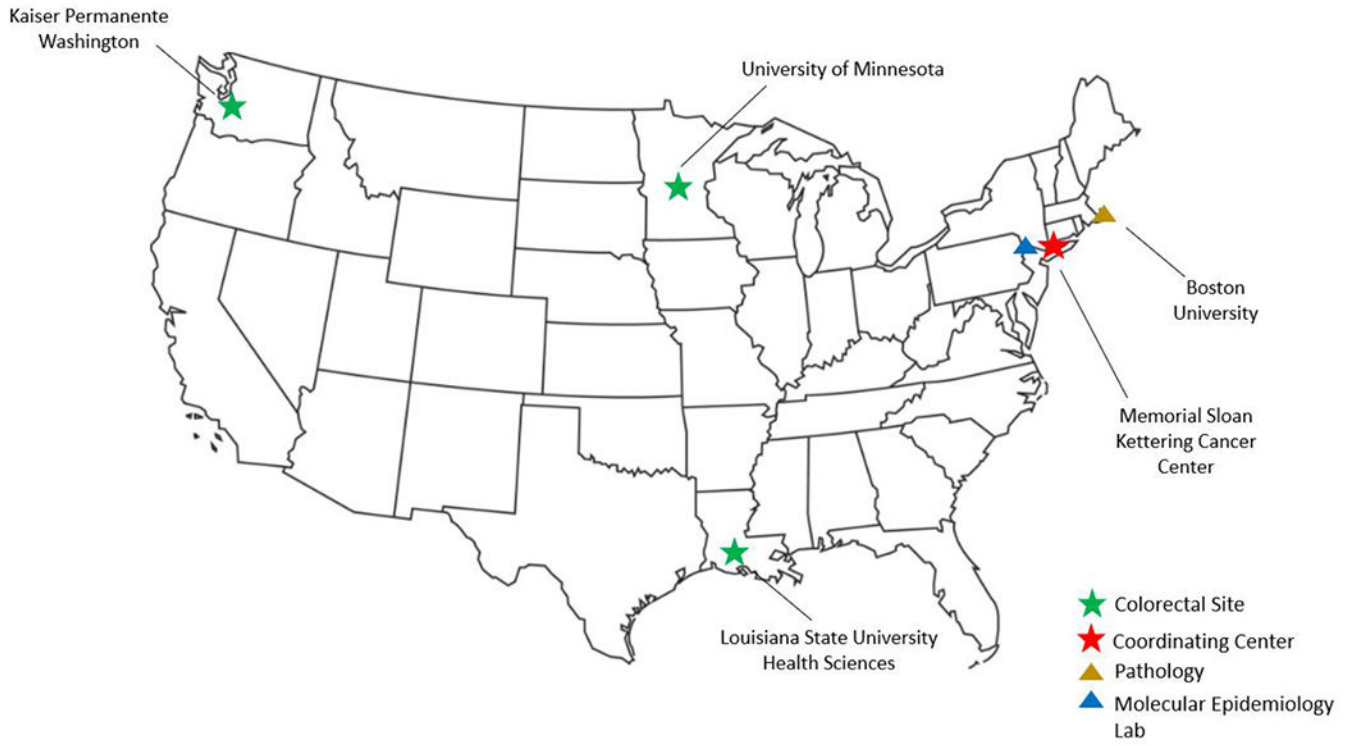 Kaiser Permanente
Washington
University of Minnesota
Boston
University
Memorial Sloan
Kettering Cancer
Center
Louisiana State University
Health Sciences
Colorectal Site
Coordinating Center
Pathology
Molecular Epidemiology
Lab